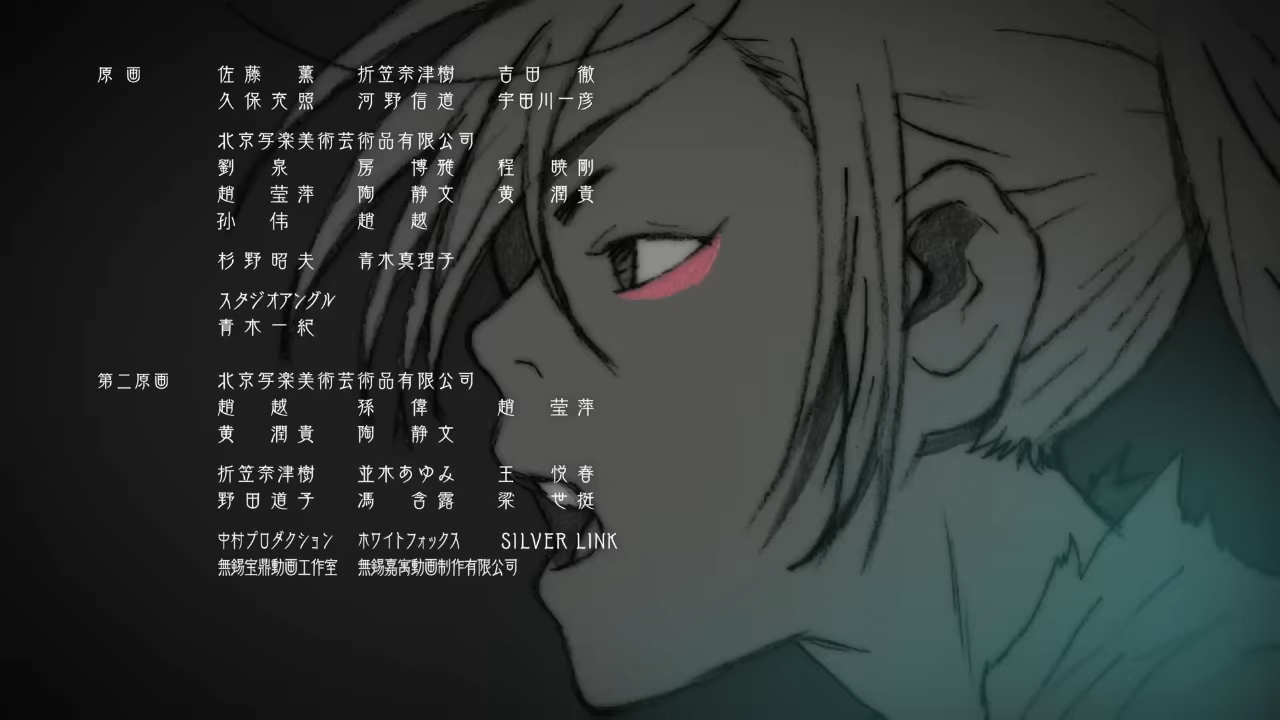 原画 佐藤 薫 折笠奈津樹 吉田 徹
久保充照 河野信道 宇田川一彦
北京写楽美術芸術品有限公司
劉 泉 房 博雅 程 暁剛
趙 莹萍 陶 静文 黄 潤貴
孙 伟 趙 越
杉野昭夫 青木真理子
スタジオアングル
青木一紀
第二原画 北京写楽美術芸術品有限公司
趙 越 孫 偉 趙 莹萍
黄 潤貴 陶 静文
折笠奈津樹 並木あゆみ 王 悦春
野田道子 馮 含露 梁 世挺
中村プロダクション ホワイトフォックス SILVER LINK
無錫宝鼎動画工作室 無錫嘉寓動画制作有限公司